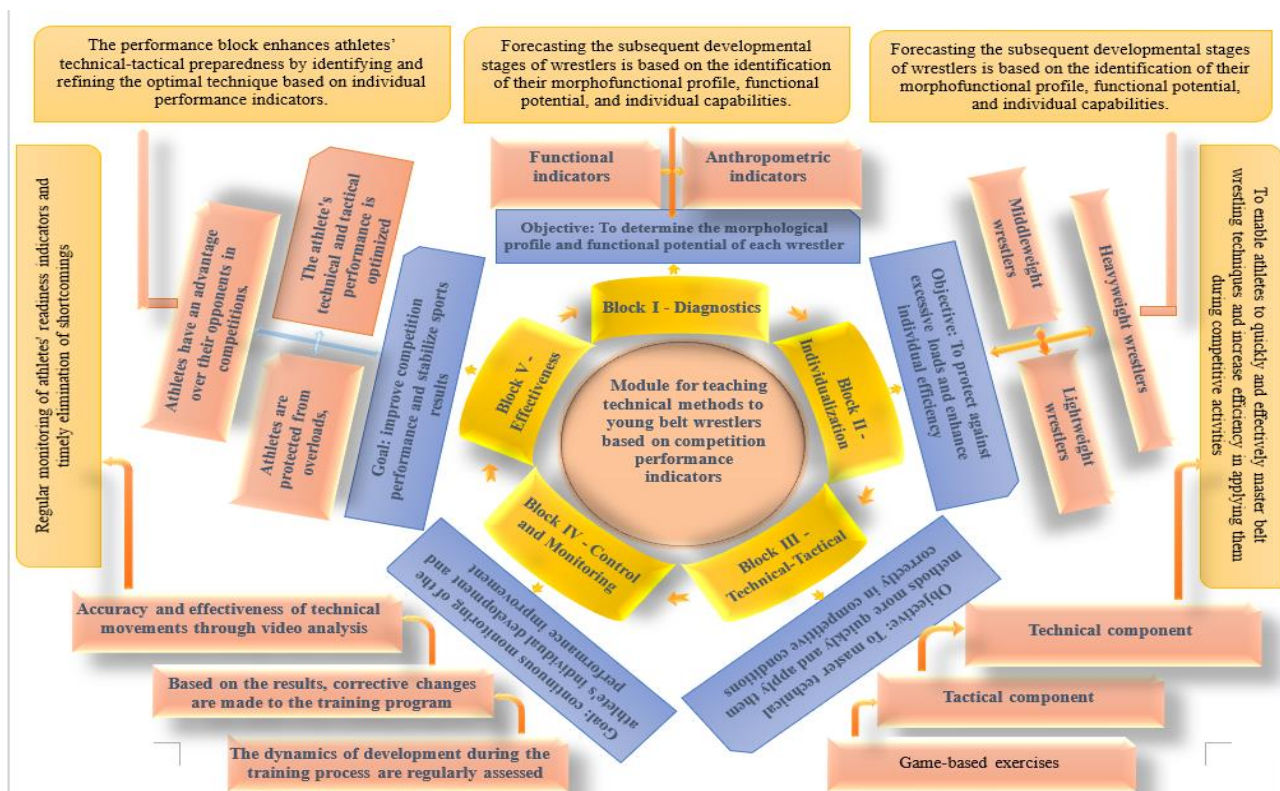 The performance block enhances athletes'
technical-tactical preparedness by identifying and
refining the optimal technique based on individual
performance indicators.
Forecasting the subsequent developmental
stages of wrestlers is based on the identification
of their morphofunctional profile, functional
potential, and individual capabilities.
Forecasting the subsequent developmental stages
of wrestlers is based on the identification of their
morphofunctional profile, functional potential,
and individual capabilities.
Regular monitoring of athletes' readiness indicators and
timely elimination of shortcomings
Athletes have an advantage
over their opponents in
competitions.
The athlete's
technical and tactical
performance is
optimized
Athletes are
protected from
overloads,
Goal: improve competition
performance and stabilize sports
results
Functional
indicators
Anthropometric
indicators
Objective: To determine the morphological
profile and functional potential of each wrestler
Block I - Diagnostics
Block II -
Individualization
Block III -
Technical-Tactical
Block IV - Control
and Monitoring
Block V -
Effectiveness
Module for teaching
technical methods to
young belt wrestlers
based on competition
performance
indicators
Objective: To protect against
excessive loads and enhance
individual efficiency
Middleweight
wrestlers
Heavyweight wrestlers
Lightweight
wrestlers
To enable athletes to quickly and effectively master belt
wrestling techniques and increase efficiency in applying them
during competitive activities
Objective: To master technical
methods more quickly and apply them
correctly in competitive conditions
Goal: continuous monitoring of the
athlete's individual development and
performance improvement
Accuracy and effectiveness of technical
movements through video analysis
Based on the results, corrective changes
are made to the training program
The dynamics of development during the
training process are regularly assessed
Technical component
Tactical component
Game-based exercises